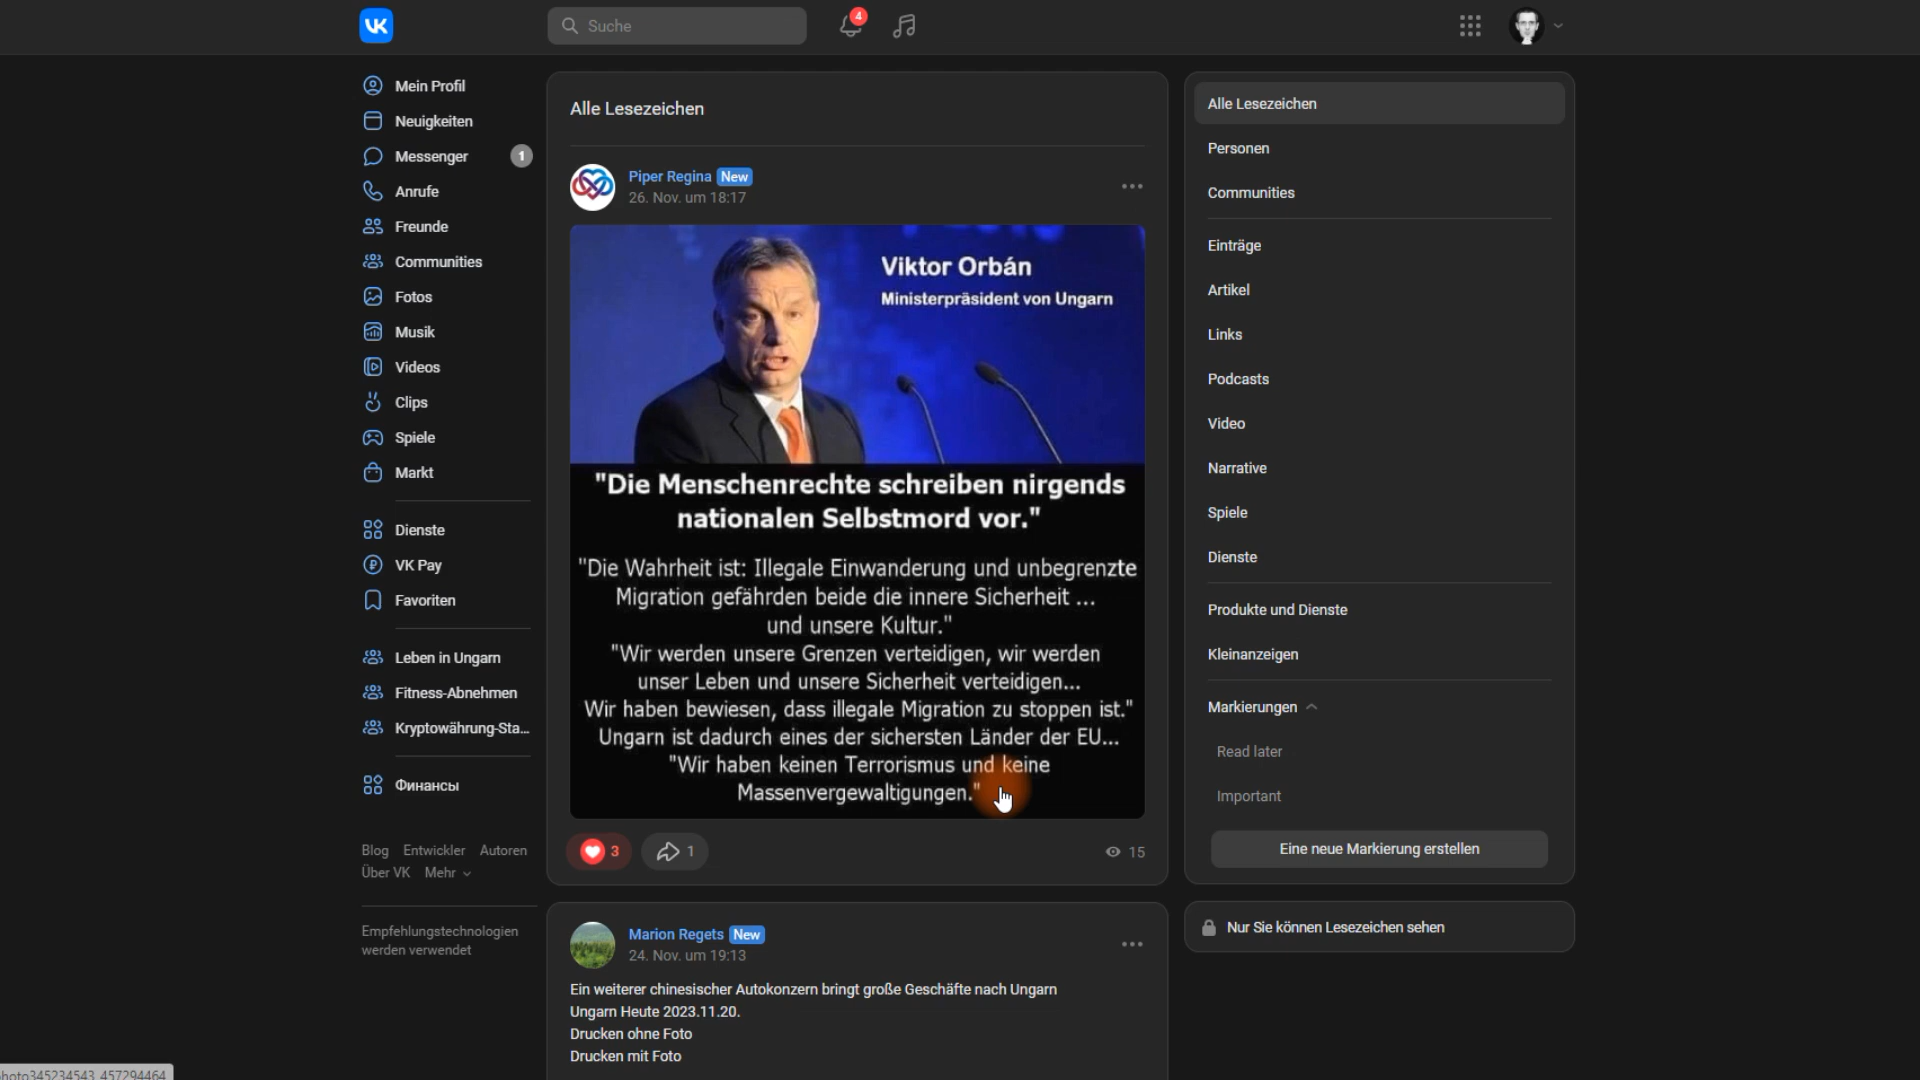 VK
Suche
4
Mein Profil
Neuigkeiten
Messenger
1
Anrufe
Freunde
Communities
Fotos
Musik
Videos
Clips
Spiele
Markt
Dienste
VK Pay
Favoriten
Leben in Ungarn
Fitness-Abnehmen
Kryptowährung-Sta...
Финансы
Blog Entwickler Autoren
Über VK Mehr
Empfehlungstechnologien
werden verwendet
Alle Lesezeichen
Piper Regina New
26. Nov. um 18:17
Viktor Orbán
Ministerpräsident von Ungarn
"Die Menschenrechte schreiben nirgends
nationalen Selbstmord vor."
"Die Wahrheit ist: Illegale Einwanderung und unbegrenzte
Migration gefährden beide die innere Sicherheit ...
und unsere Kultur."
"Wir werden unsere Grenzen verteidigen, wir werden
unser Leben und unsere Sicherheit verteidigen...
Wir haben bewiesen, dass illegale Migration zu stoppen ist."
Ungarn ist dadurch eines der sichersten Länder der EU...
"Wir haben keinen Terrorismus und keine
Massenvergewaltigungen."
3
1
15
Marion Regets New
24. Nov. um 19:13
Ein weiterer chinesischer Autokonzern bringt große Geschäfte nach Ungarn
Ungarn Heute 2023.11.20.
Drucken ohne Foto
Drucken mit Foto
Alle Lesezeichen
Personen
Communities
Einträge
Artikel
Links
Podcasts
Video
Narrative
Spiele
Dienste
Produkte und Dienste
Kleinanzeigen
Markierungen
Read later
Important
Eine neue Markierung erstellen
Nur Sie können Lesezeichen sehen
hoto345234543_457294464